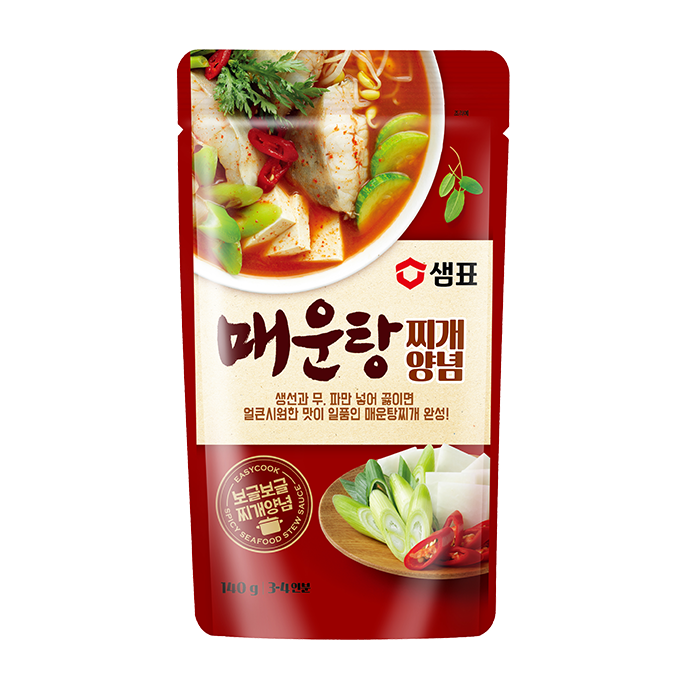 샘표
매운탕 찌개
양념
생선과 무, 파만 넣어 끓이면
얼큰시원한 맛이 일품인 매운탕찌개 완성!
EASYCOOK
보글보글
찌개양념
SPICY SEAFOOD STEW SAUCE
140g 3-4인분